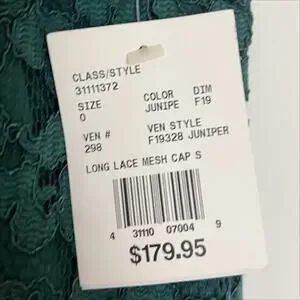 CLASS/STYLE
31111372
SIZE COLOR DIM
0 JUNIPE F19
VEN # VEN STYLE
298 F19328 JUNIPER
LONG LACE MESH CAP S
4 31110 07004 9
$179.95